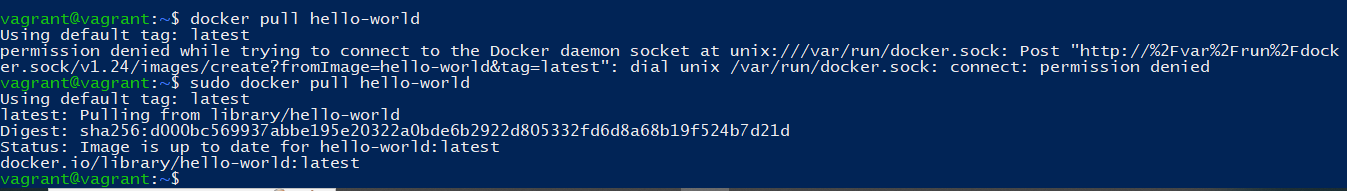 vagrant@vagrant:~$ docker pull hello-world
Using default tag: latest
permission denied while trying to connect to the Docker daemon socket at unix:///var/run/docker.sock: Post "http://%2Fvar%2Frun%2Fdock
er.sock/v1.24/images/create?fromImage=hello-world&tag=latest": dial unix /var/run/docker.sock: connect: permission denied
vagrant@vagrant:~$ sudo docker pull hello-world
Using default tag: latest
latest: Pulling from library/hello-world
Digest: sha256:d000bc569937abbe195e20322a0bde6b2922d805332fd6d8a68b19f524b7d21d
Status: Image is up to date for hello-world:latest
docker.io/library/hello-world:latest
vagrant@vagrant:~$